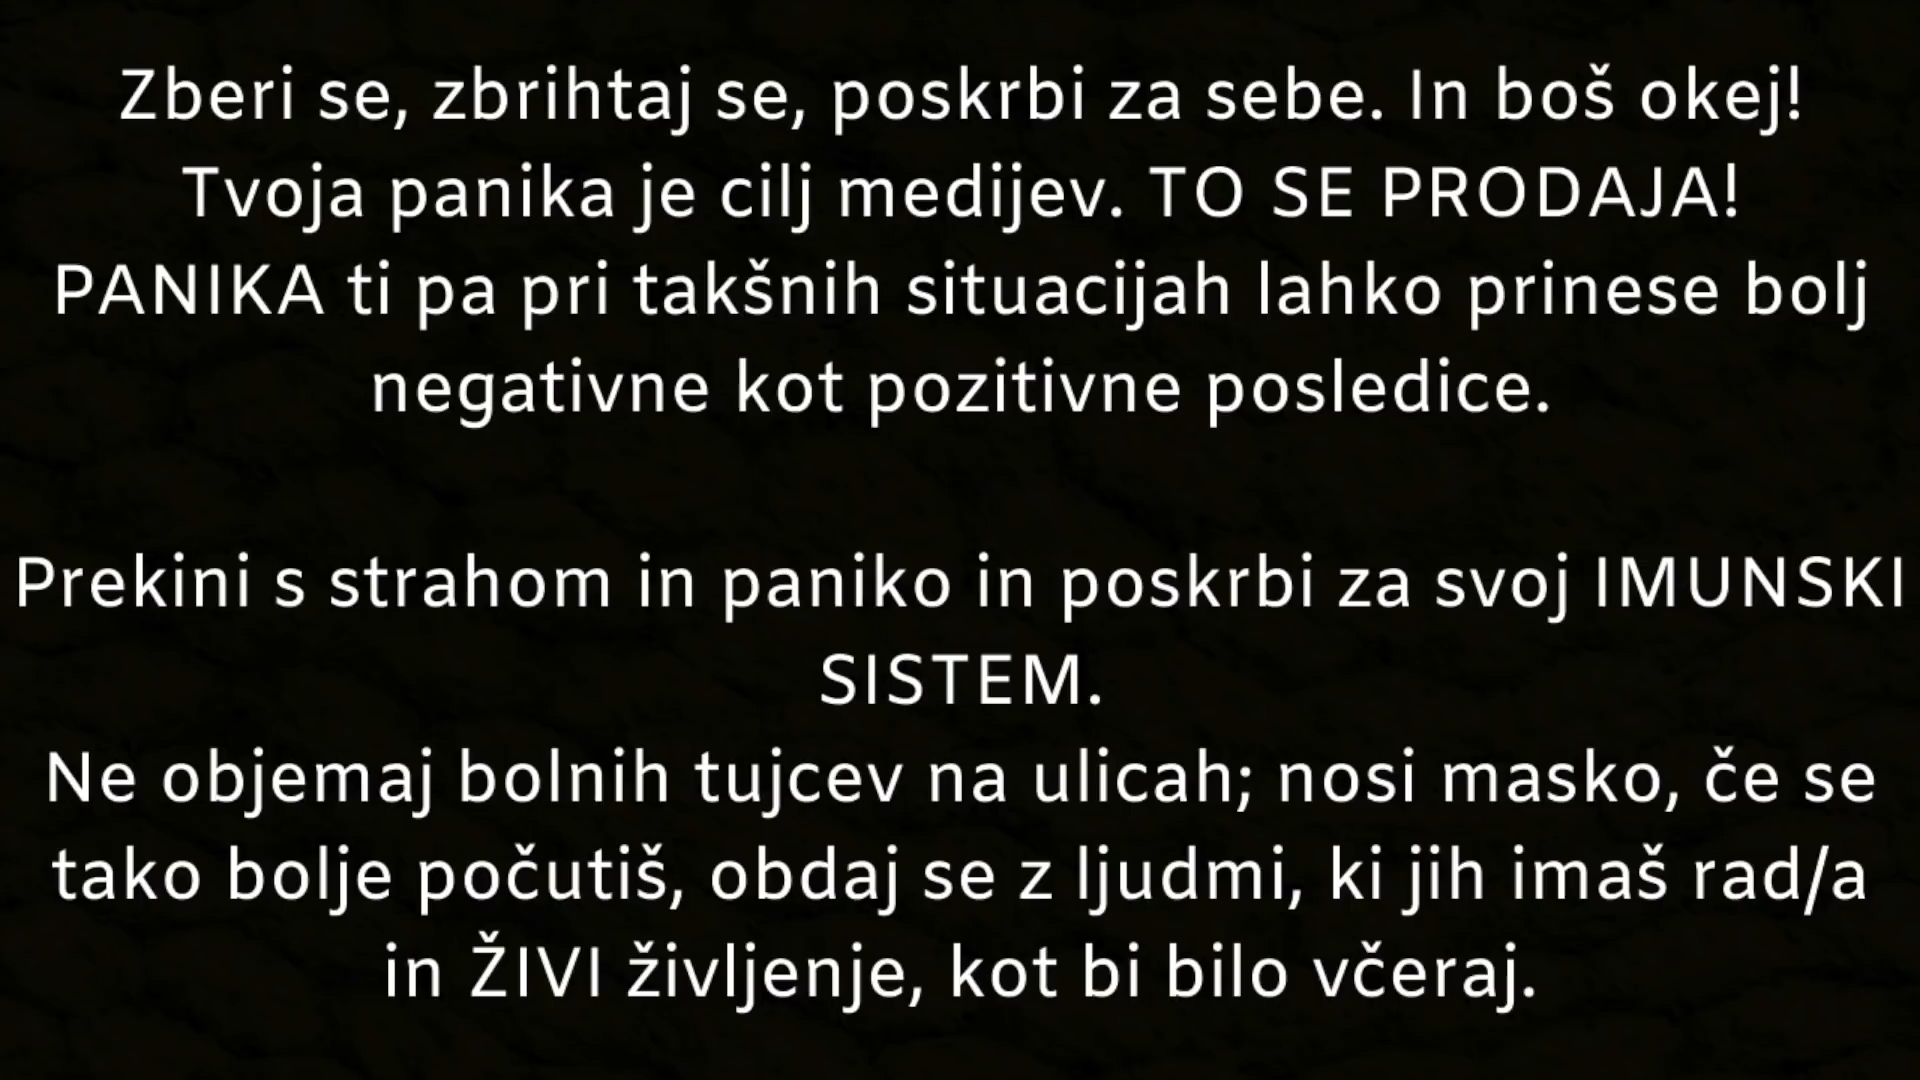 Zberi se, zbrihtaj se, poskrbi za sebe. In boš okej!
Tvoja panika je cilj medijev. TO SE PRODAJA!
PANIKA ti pa pri takšnih situacijah lahko prinese bolj
negativne kot pozitivne posledice.
Prekini s strahom in paniko in poskrbi za svoj IMUNSKI
SISTEM.
Ne objemaj bolnih tujcev na ulicah; nosi masko, če se
tako bolje počutiš, obdaj se z ljudmi, ki jih imaš rad/a
in ŽIVI življenje, kot bi bilo včeraj.